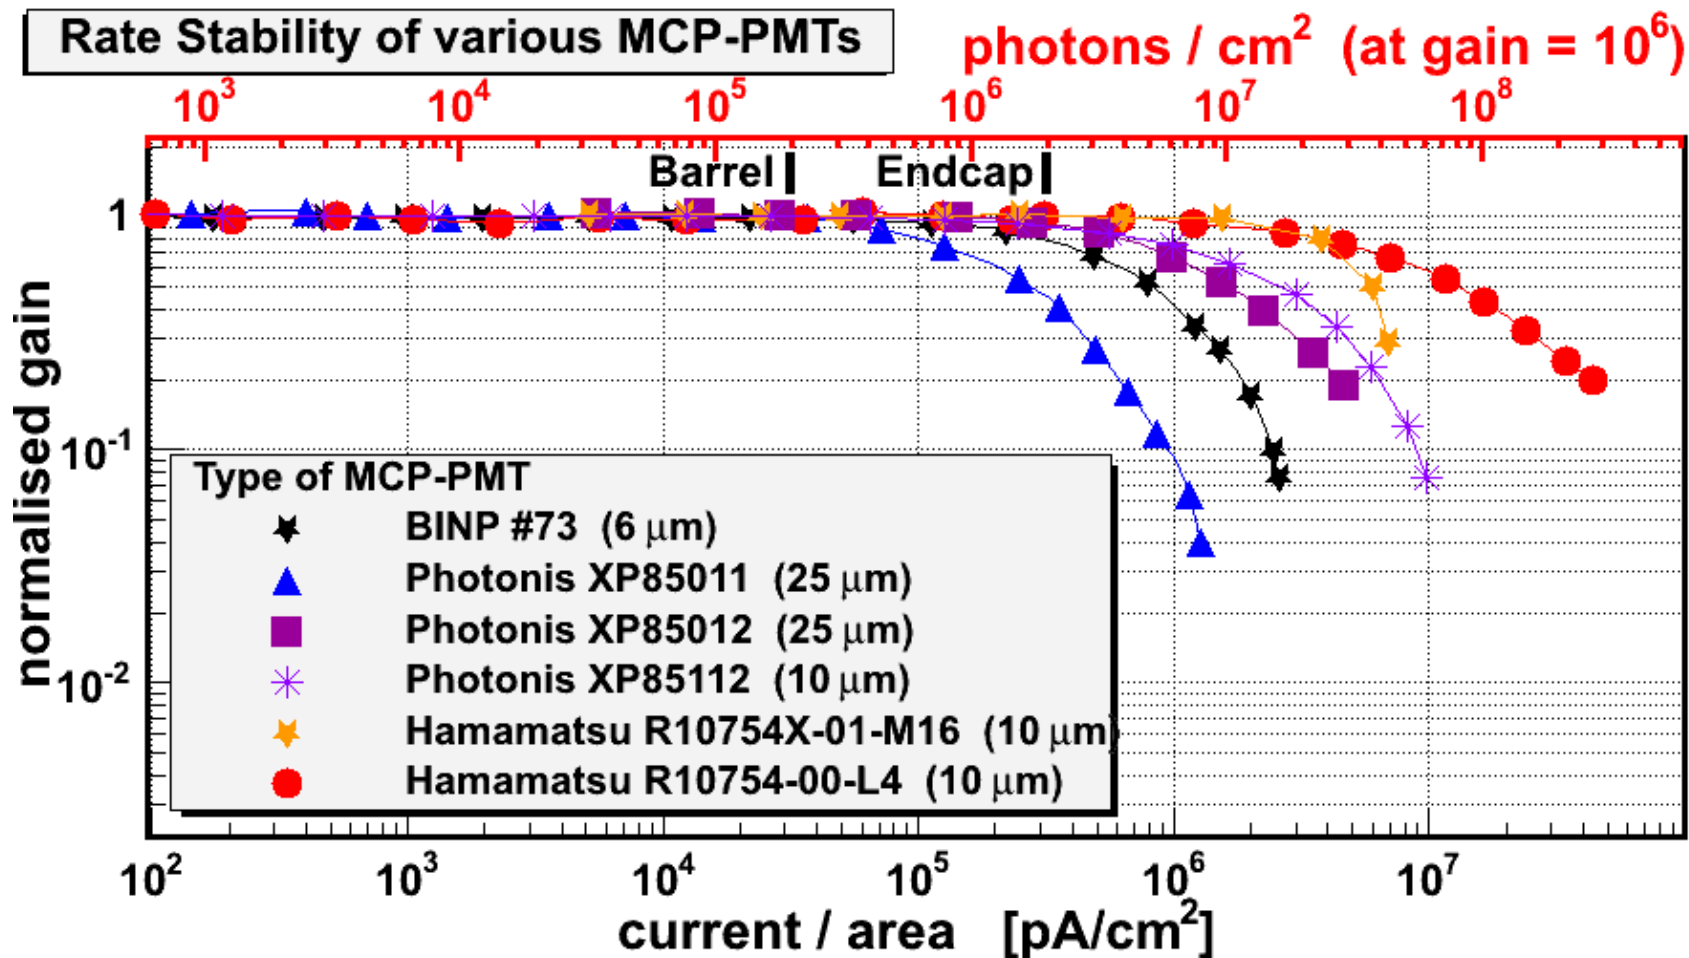 Rate Stability of various MCP-PMTs
photons / cm² (at gain = 10⁶)
10³ 10⁴ 10⁵ 10⁶ 10⁷ 10⁸
Barrel Endcap
1
10⁻¹
10⁻²
normalised gain
Type of MCP-PMT
BINP #73 (6 μm)
Photonis XP85011 (25 μm)
Photonis XP85012 (25 μm)
Photonis XP85112 (10 μm)
Hamamatsu R10754X-01-M16 (10 μm)
Hamamatsu R10754-00-L4 (10 μm)
10² 10³ 10⁴ 10⁵ 10⁶ 10⁷
current / area [pA/cm²]